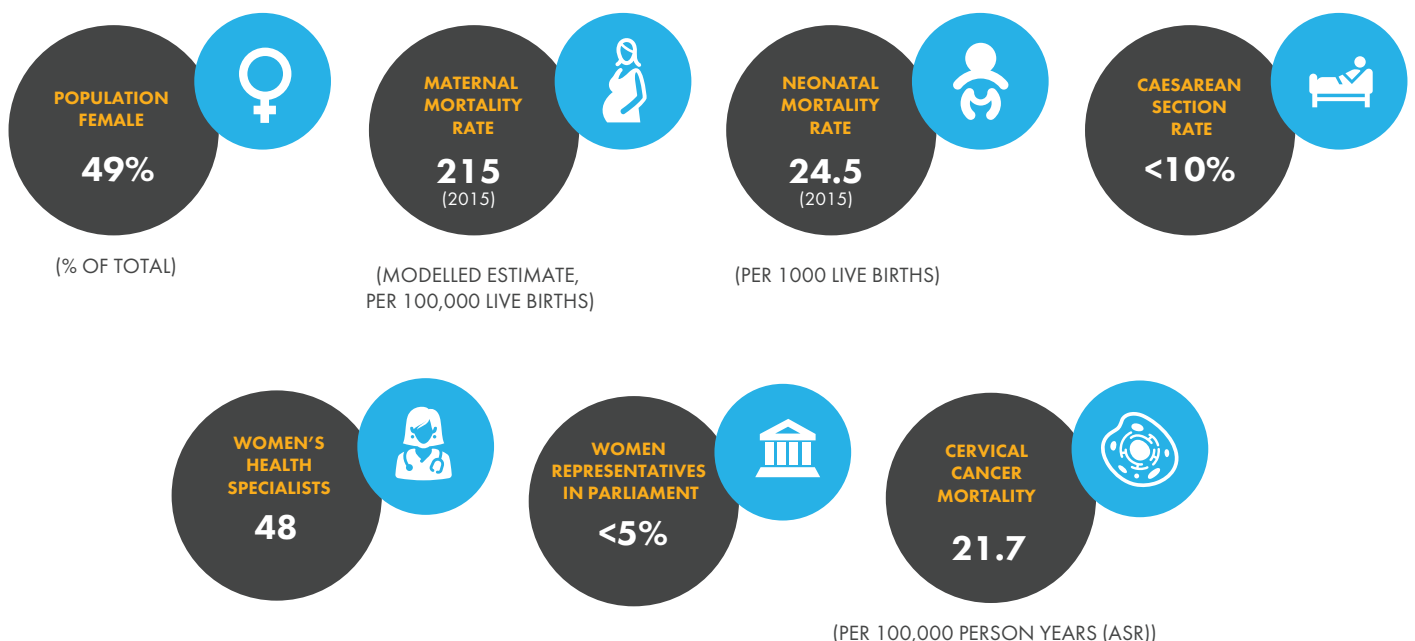 POPULATION
FEMALE
49%
(% OF TOTAL)
MATERNAL
MORTALITY
RATE
215
(2015)
(MODELLED ESTIMATE,
PER 100,000 LIVE BIRTHS)
NEONATAL
MORTALITY
RATE
24.5
(2015)
(PER 1000 LIVE BIRTHS)
CAESAREAN
SECTION
RATE
<10%
WOMEN’S
HEALTH
SPECIALISTS
48
WOMEN
REPRESENTATIVES
IN PARLIAMENT
<5%
CERVICAL
CANCER
MORTALITY
21.7
(PER 100,000 PERSON YEARS (ASR))